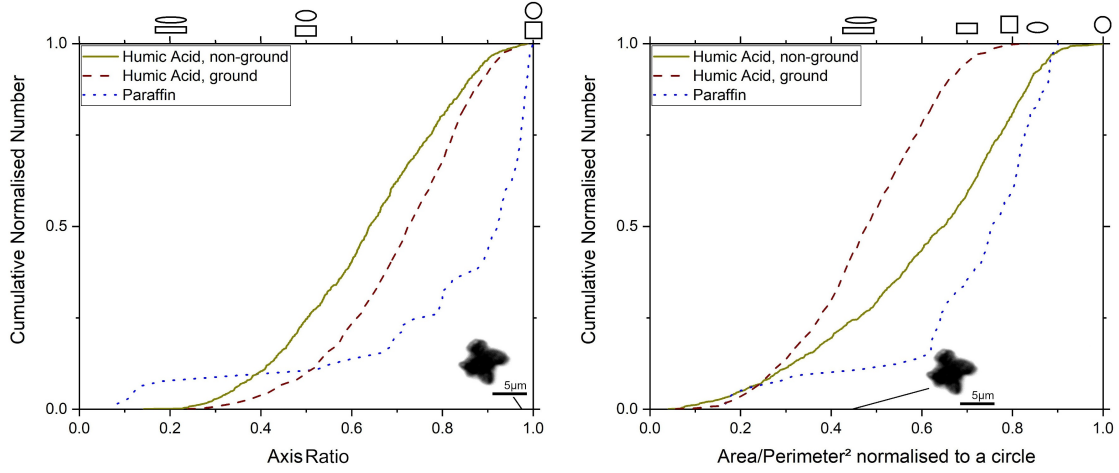 Humic Acid, non-ground
Humic Acid, ground
Paraffin
Cumulative Normalised Number
1.0
0.5
0.0
0.0 0.2 0.4 0.6 0.8 1.0
Axis Ratio
5µm
Humic Acid, non-ground
Humic Acid, ground
Paraffin
Cumulative Normalised Number
1.0
0.5
0.0
0.0 0.2 0.4 0.6 0.8 1.0
Area/Perimeter² normalised to a circle
5µm